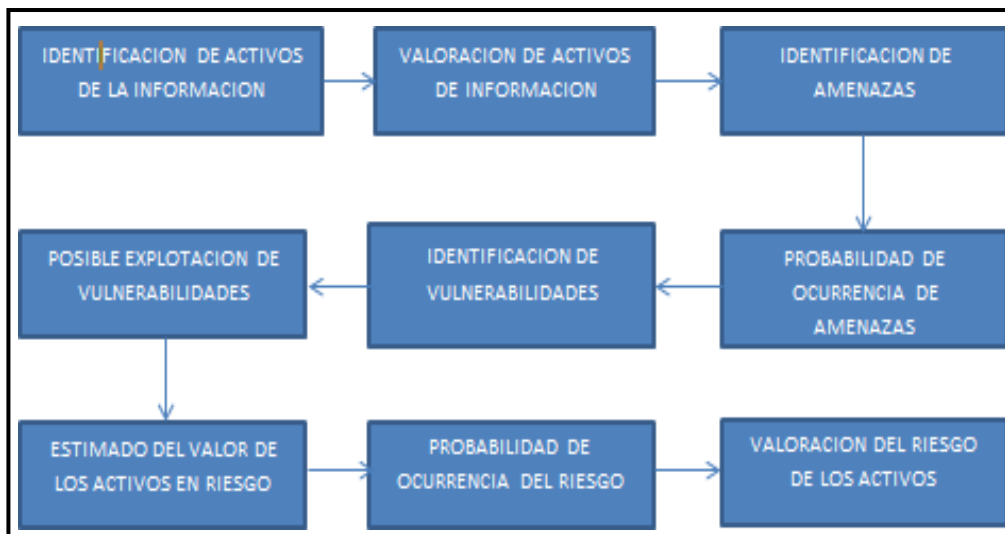 IDENTIFICACION DE ACTIVOS
DE LA INFORMACION
VALORACION DE ACTIVOS
DE INFORMACION
IDENTIFICACION DE
AMENAZAS
PROBABILIDAD DE
OCURRENCIA DE
AMENAZAS
IDENTIFICACION DE
VULNERABILIDADES
POSIBLE EXPLOTACION DE
VULNERABILIDADES
ESTIMADO DEL VALOR DE
LOS ACTIVOS EN RIESGO
PROBABILIDAD DE
OCURRENCIA DEL RIESGO
VALORACION DEL RIESGO
DE LOS ACTIVOS